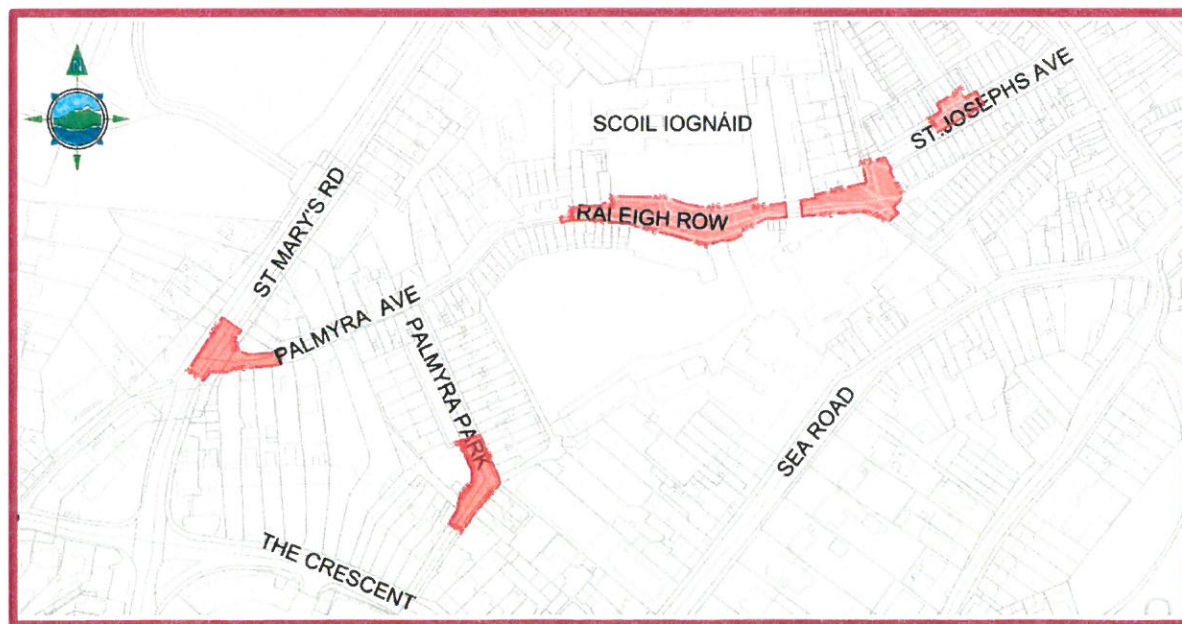 SCOIL IOGNÁID
ST.JOSEPHS AVE
ST MARY'S RD
RALEIGH ROW
PALMYRA AVE
PALMYRA PARK
SEA ROAD
THE CRESCENT